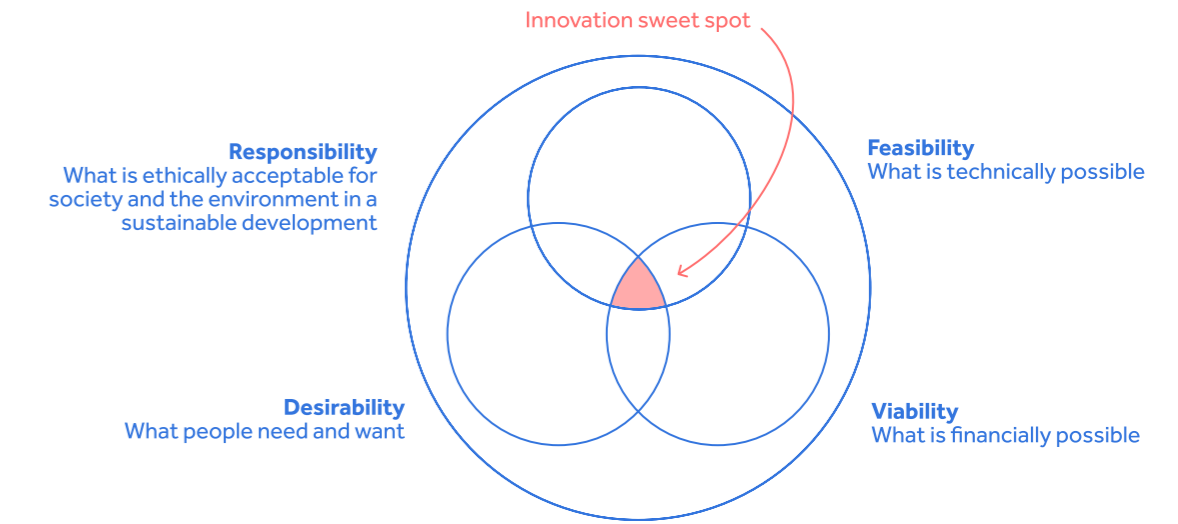 Innovation sweet spot
Responsibility
What is ethically acceptable for
society and the environment in a
sustainable development
Feasibility
What is technically possible
Desirability
What people need and want
Viability
What is financially possible